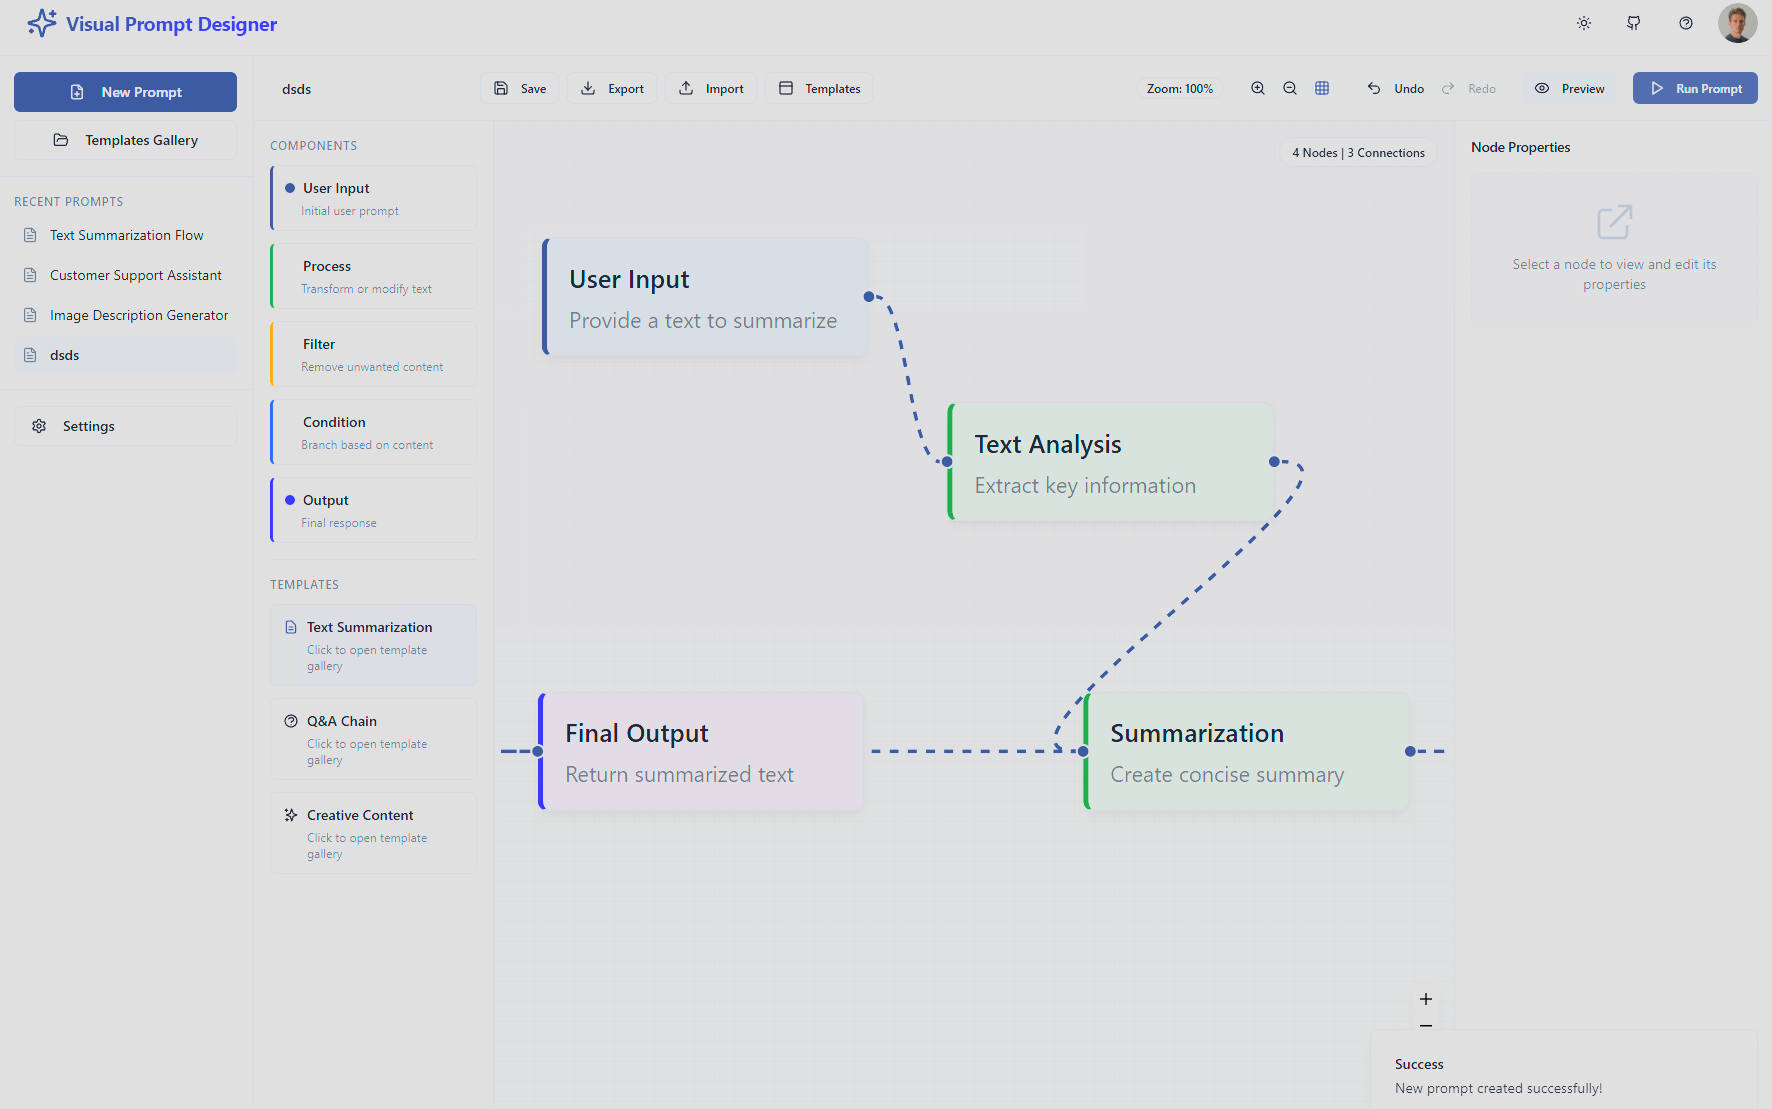 Visual Prompt Designer
New Prompt
Templates Gallery
RECENT PROMPTS
Text Summarization Flow
Customer Support Assistant
Image Description Generator
dsds
Settings
dsds
Save
Export
Import
Templates
Zoom: 100%
Undo
Redo
Preview
Run Prompt
COMPONENTS
User Input
Initial user prompt
Process
Transform or modify text
Filter
Remove unwanted content
Condition
Branch based on content
Output
Final response
TEMPLATES
Text Summarization
Click to open template
gallery
Q&A Chain
Click to open template
gallery
Creative Content
Click to open template
gallery
4 Nodes | 3 Connections
User Input
Provide a text to summarize
Text Analysis
Extract key information
Final Output
Return summarized text
Summarization
Create concise summary
Node Properties
Select a node to view and edit its
properties
Success
New prompt created successfully!